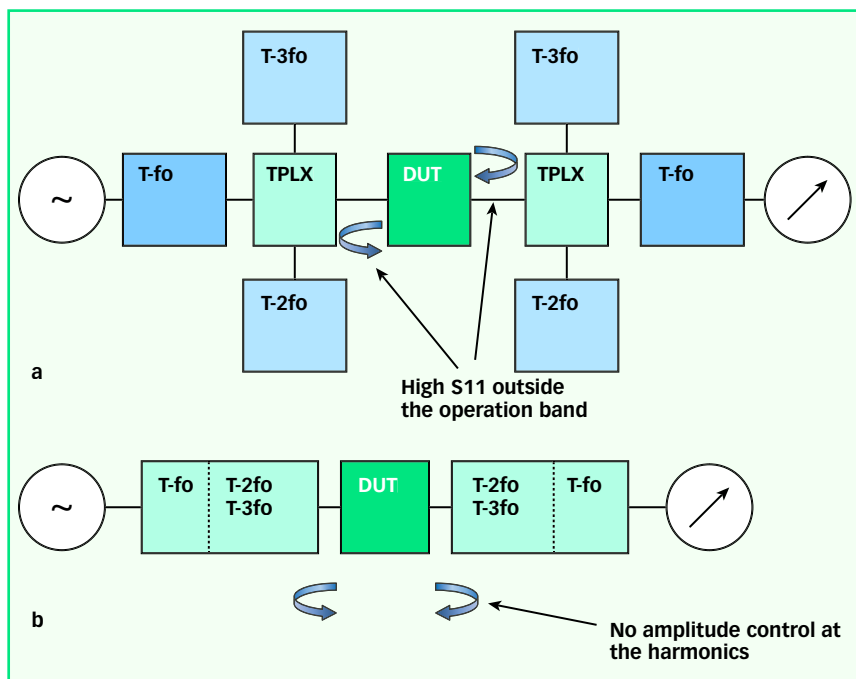 T-3fo
T-3fo
~
T-fo
TPLX
DUT
TPLX
T-fo
T-2fo
T-2fo
High S11 outside
the operation band
a
~
T-fo
T-2fo
T-3fo
DUT
T-2fo
T-3fo
T-fo
No amplitude control at
the harmonics
b